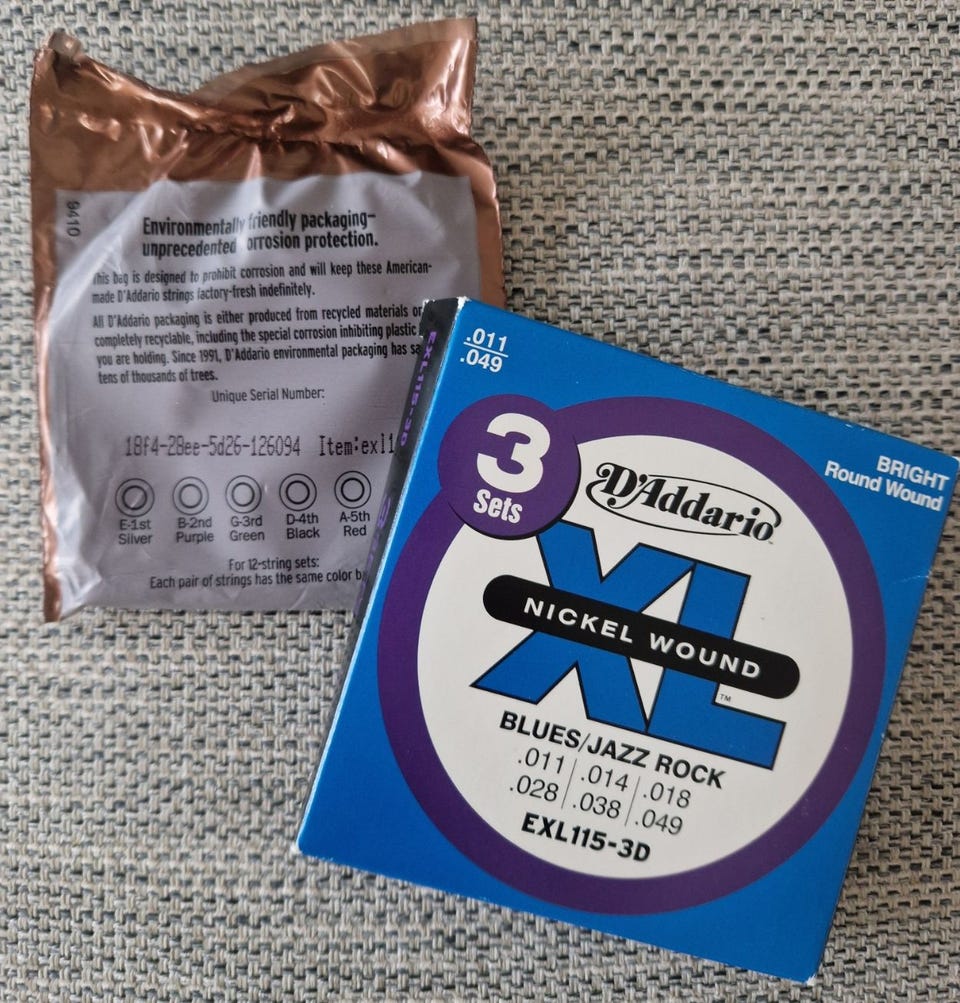 9410
Environmentally friendly packaging–
unprecedented corrosion protection.
This bag is designed to prohibit corrosion and will keep these American-
made D'Addario strings factory-fresh indefinitely.
All D'Addario packaging is either produced from recycled materials or
completely recyclable, including the special corrosion inhibiting plastic
you are holding. Since 1991, D'Addario environmental packaging has sa
tens of thousands of trees.
Unique Serial Number:
18f4-28ee-5d26-126094 Item:exl1
E-1st B-2nd G-3rd D-4th A-5th
Silver Purple Green Black Red
For 12-string sets:
Each pair of strings has the same color b
EXL115-3D
.011
.049
3
Sets
BRIGHT
Round Wound
D'Addario
XL
NICKEL WOUND
TM
BLUES/JAZZ ROCK
.011 .014 .018
.028 .038 .049
EXL115-3D